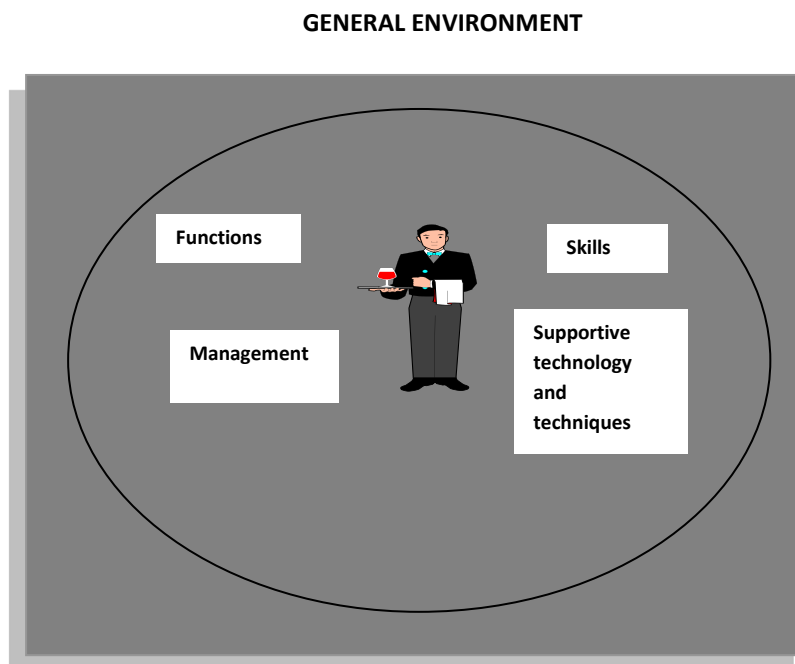 GENERAL ENVIRONMENT
Functions
Skills
Management
Supportive
technology
and
techniques